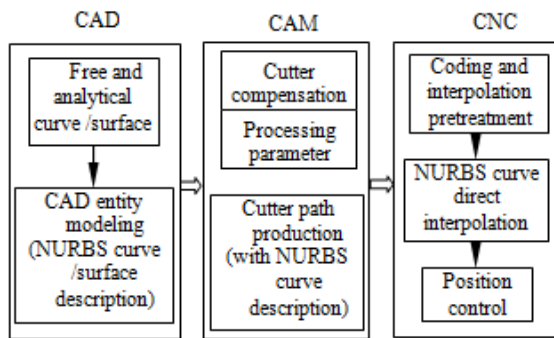 CAD
Free and
analytical
curve /surface
CAD entity
modeling
(NURBS curve
/surface
description)
CAM
Cutter
compensation
Processing
parameter
Cutter path
production
(with NURBS
curve
description)
CNC
Coding and
interpolation
pretreatment
NURBS curve
direct
interpolation
Position
control